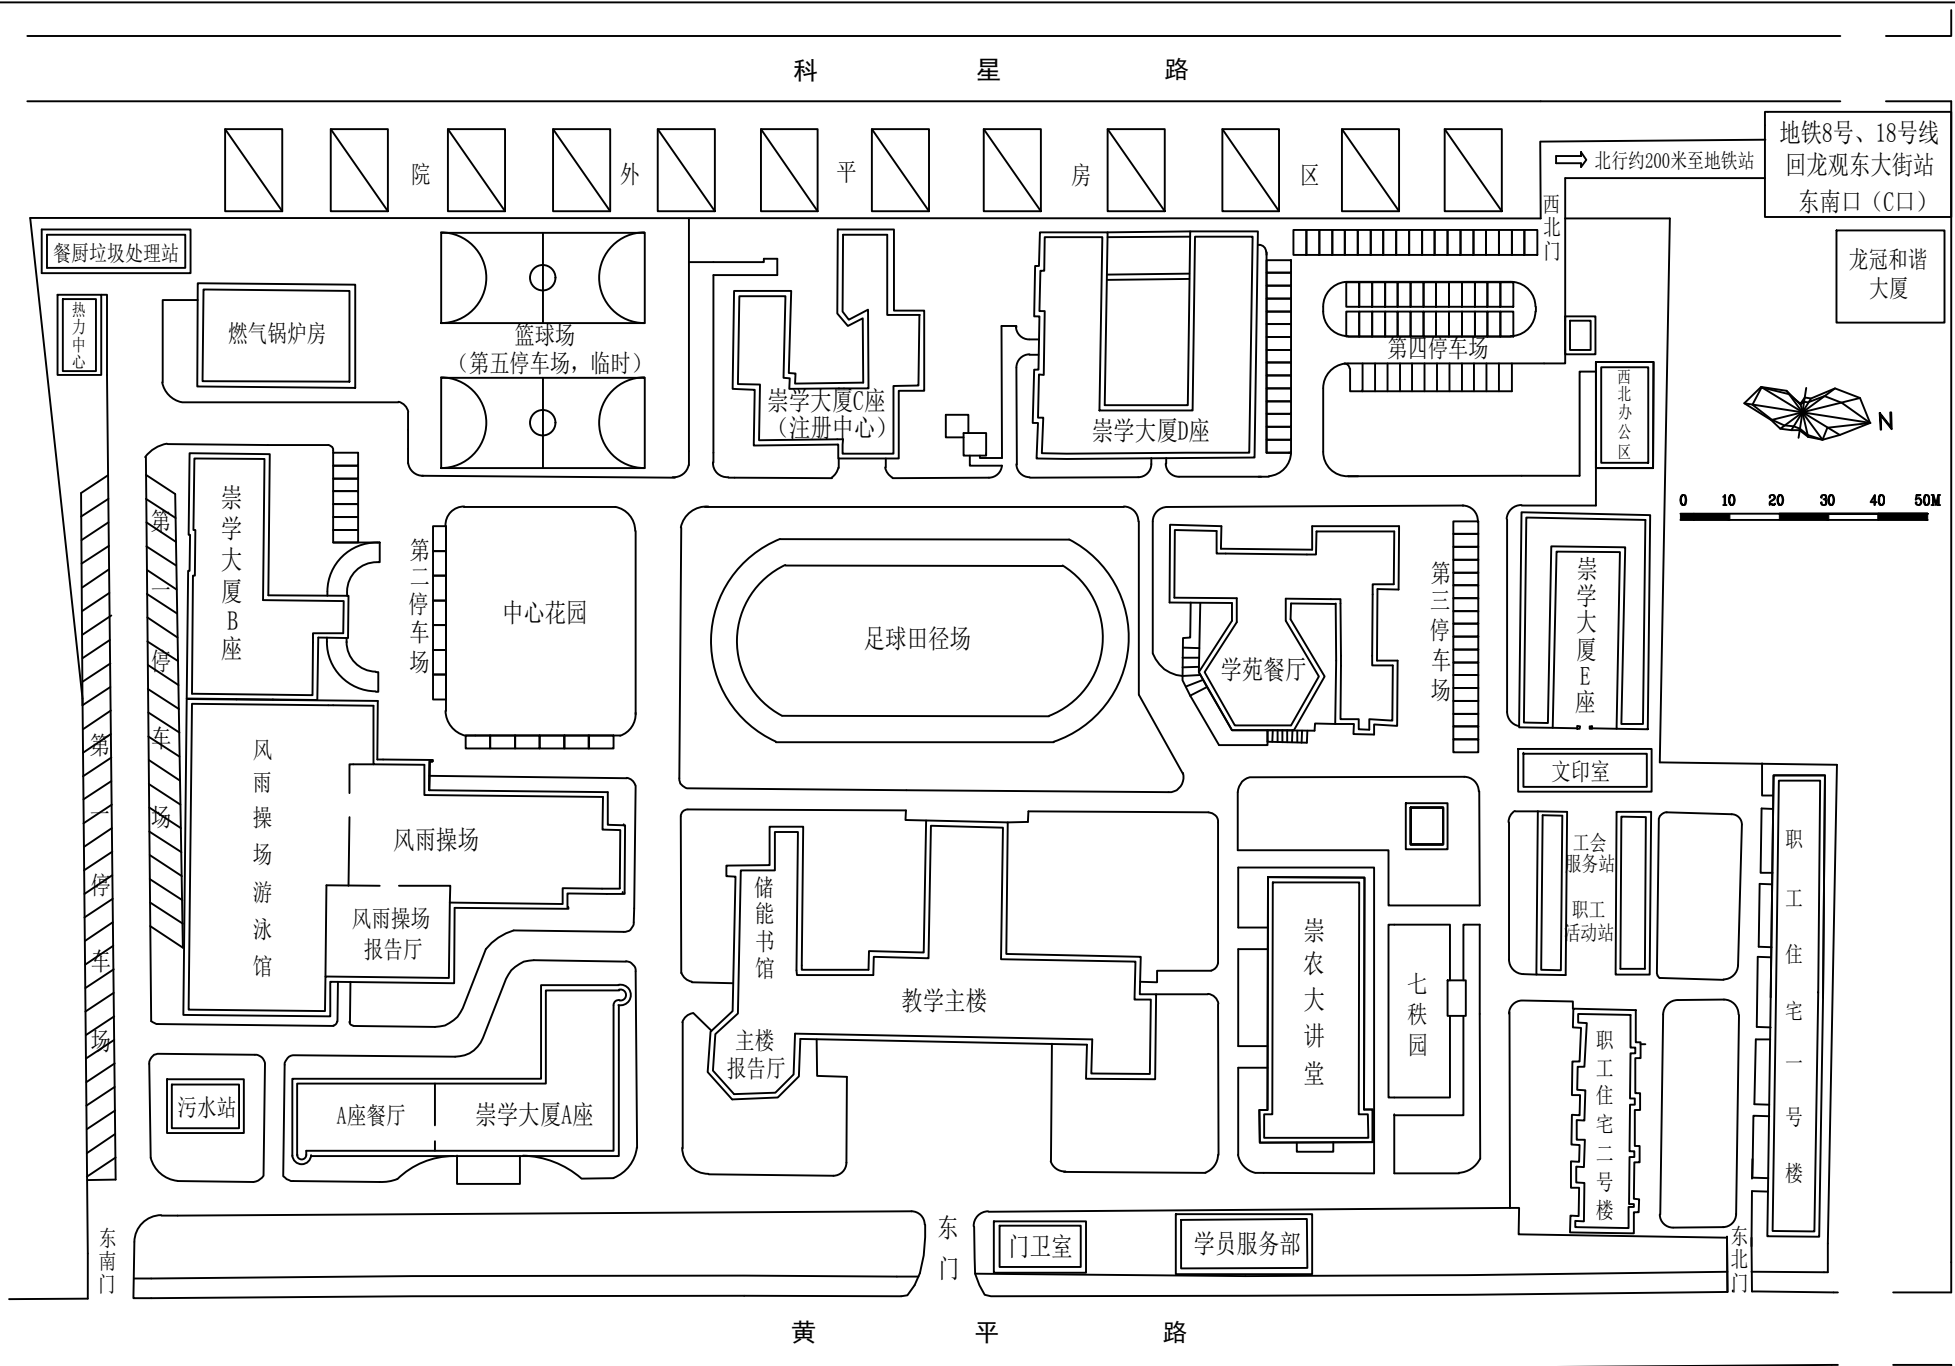 科星路
院外平房区
地铁8号、18号线
回龙观东大街站
东南口（C口）
北行约200米至地铁站
西北门
龙冠和谐
大厦
餐厨垃圾处理站
热力中心
燃气锅炉房
篮球场
（第五停车场，临时）
崇学大厦C座
（注册中心）
崇学大厦D座
第四停车场
西北办公区
N
0 10 20 30 40 50M
崇学大厦B座
第一停车场
第一停车场
第二停车场
中心花园
足球田径场
学苑餐厅
第三停车场
崇学大厦E座
文印室
风雨操场游泳馆
风雨操场
风雨操场
报告厅
储能书馆
教学主楼
主楼
报告厅
崇农大讲堂
七秩园
工会
服务站
职工
活动站
职工住宅一号楼
职工住宅二号楼
污水站
A座餐厅
崇学大厦A座
东南门
东门
门卫室
学员服务部
东北门
黄平路